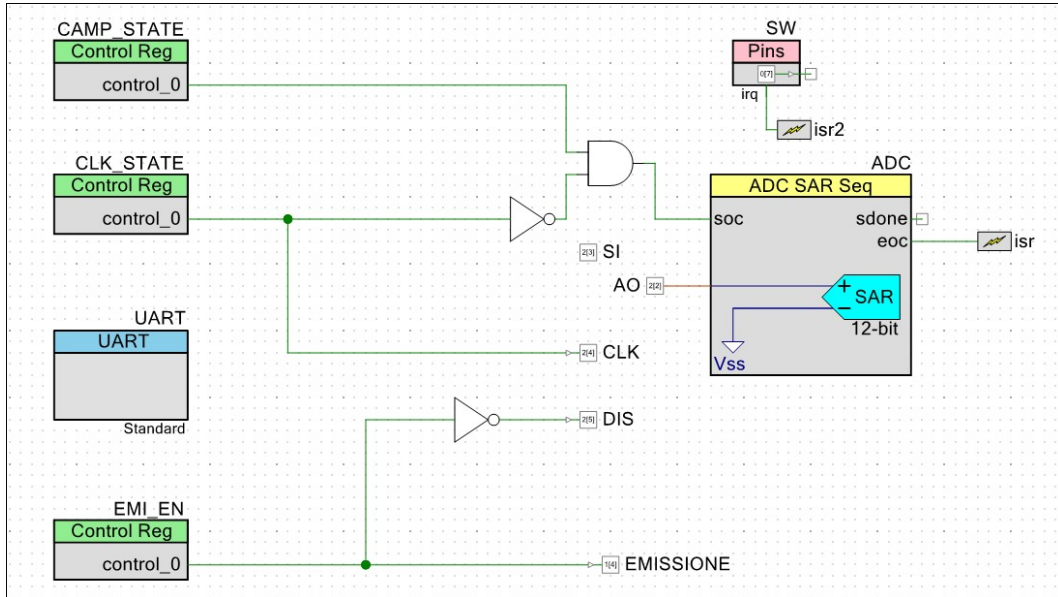 CAMP_STATE
Control Reg
control_0
SW
Pins
0[7]
irq
isr2
CLK_STATE
Control Reg
control_0
ADC
ADC SAR Seq
soc
sdone
eoc
isr
2[3] SI
AO 2[2]
+
SAR
−
12-bit
Vss
UART
UART
Standard
2[4] CLK
2[5] DIS
EMI_EN
Control Reg
control_0
1[4] EMISSIONE